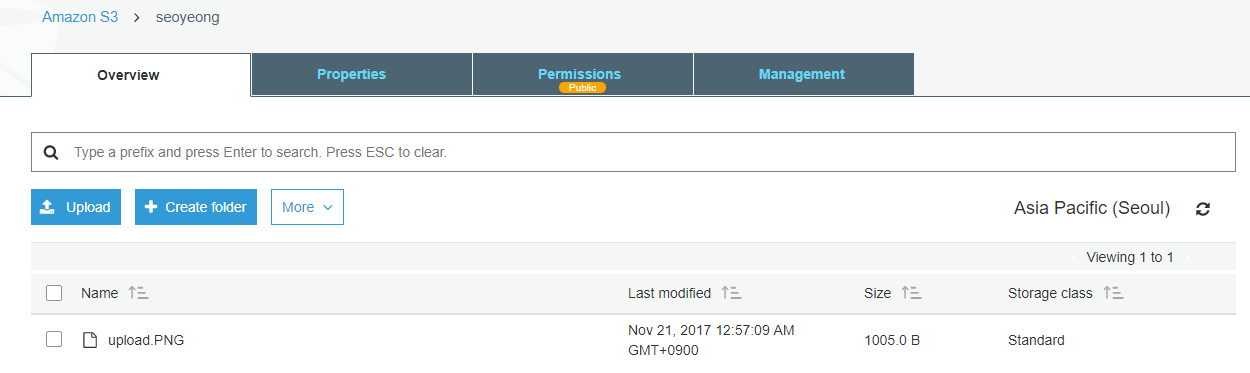 Amazon S3 > seoyeong
Overview Properties Permissions Management
Public
Type a prefix and press Enter to search. Press ESC to clear.
Upload Create folder More Asia Pacific (Seoul)
Viewing 1 to 1
Name Last modified Size Storage class
upload.PNG Nov 21, 2017 12:57:09 AM 1005.0 B Standard
GMT+0900